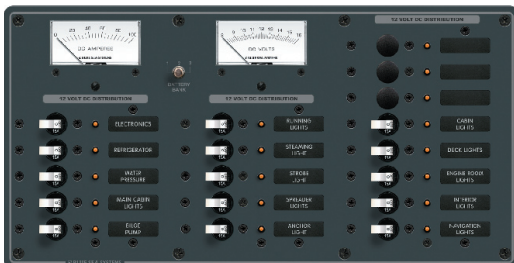 12 VOLT DC DISTRIBUTION
DC AMPERES
DC VOLTS
BATTERY
BANK
12 VOLT DC DISTRIBUTION
ELECTRONICS
REFRIGERATOR
WATER
PRESSURE
MAIN CABIN
LIGHTS
BILGE
PUMP
12 VOLT DC DISTRIBUTION
RUNNING
LIGHTS
STEAMING
LIGHT
STROBE
LIGHT
SPREADER
LIGHTS
ANCHOR
LIGHT
CABIN
LIGHTS
DECK LIGHTS
ENGINE ROOM
LIGHTS
INTERIOR
LIGHTS
NAVIGATION
LIGHTS